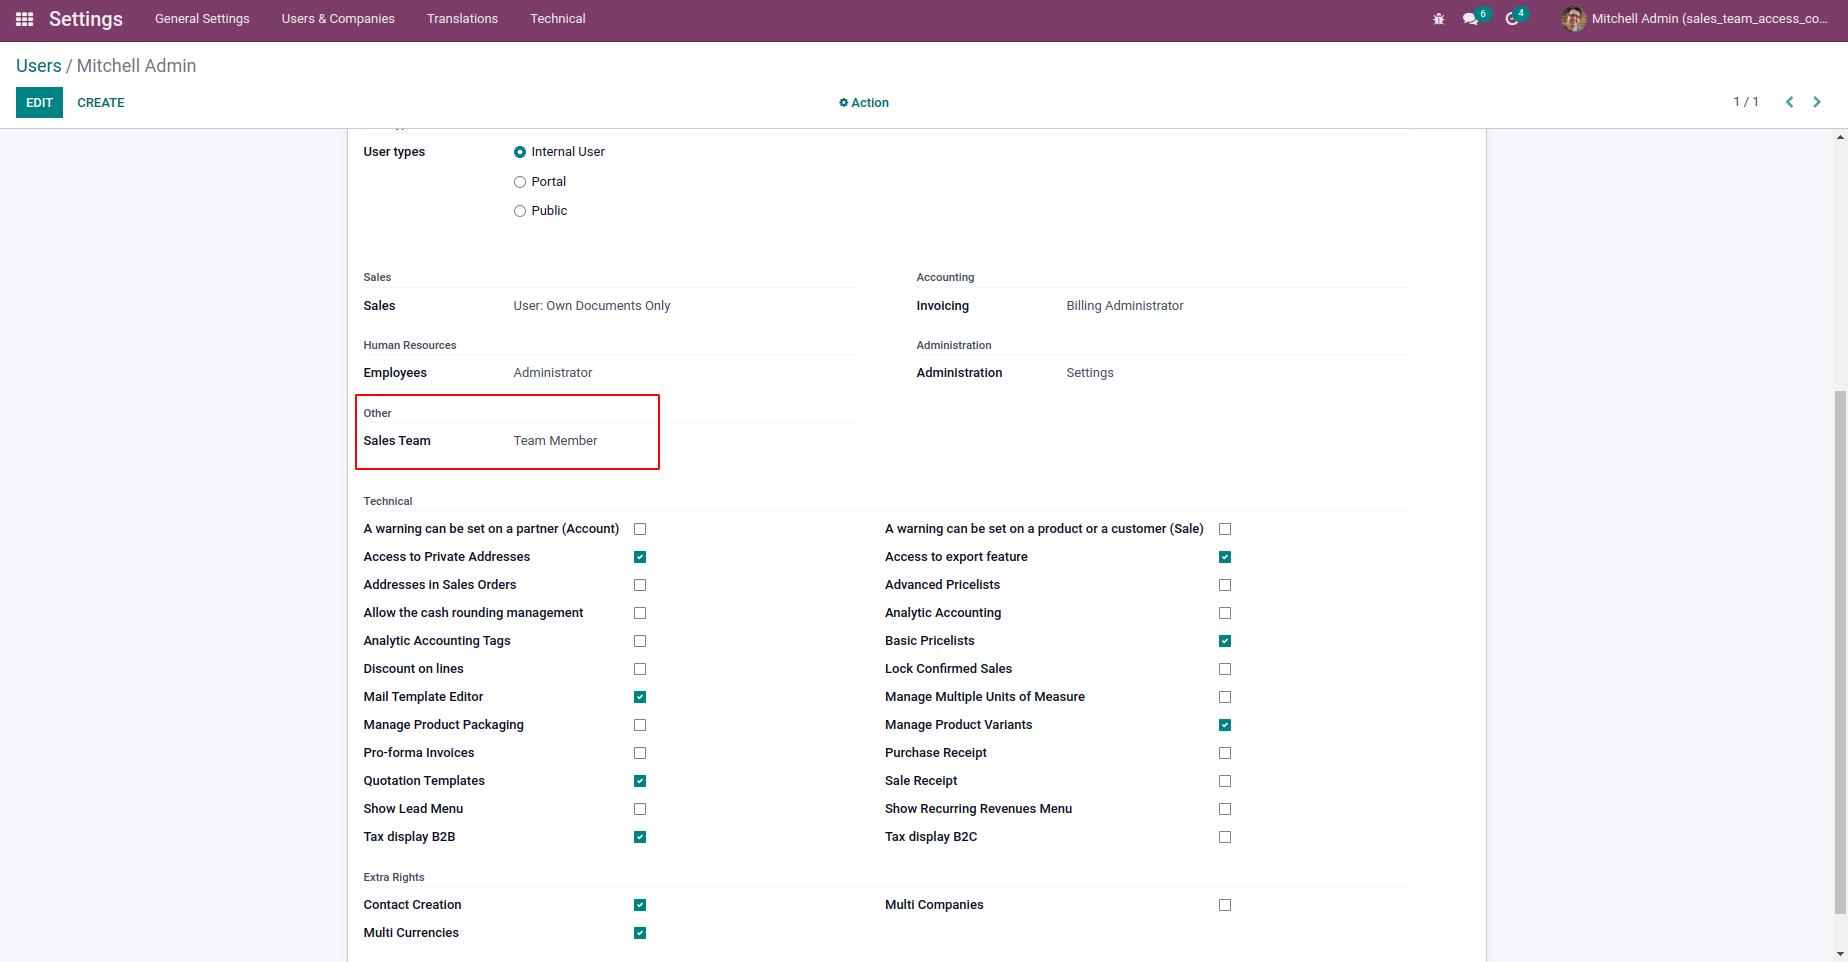 Settings General Settings Users & Companies Translations Technical 6 4 Mitchell Admin (sales_team_access_co...
Users / Mitchell Admin
EDIT CREATE Action 1 / 1
User types Internal User
Portal
Public
Sales Accounting
Sales User: Own Documents Only Invoicing Billing Administrator
Human Resources Administration
Employees Administrator Administration Settings
Other
Sales Team Team Member
Technical
A warning can be set on a partner (Account) A warning can be set on a product or a customer (Sale)
Access to Private Addresses Access to export feature
Addresses in Sales Orders Advanced Pricelists
Allow the cash rounding management Analytic Accounting
Analytic Accounting Tags Basic Pricelists
Discount on lines Lock Confirmed Sales
Mail Template Editor Manage Multiple Units of Measure
Manage Product Packaging Manage Product Variants
Pro-forma Invoices Purchase Receipt
Quotation Templates Sale Receipt
Show Lead Menu Show Recurring Revenues Menu
Tax display B2B Tax display B2C
Extra Rights
Contact Creation Multi Companies
Multi Currencies